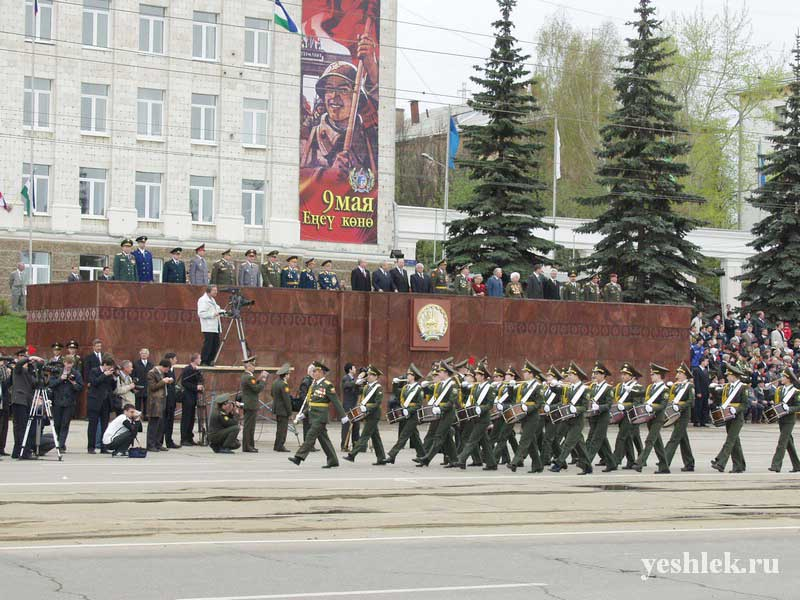 9 мая
Еңеү көнө
yeshlek.ru